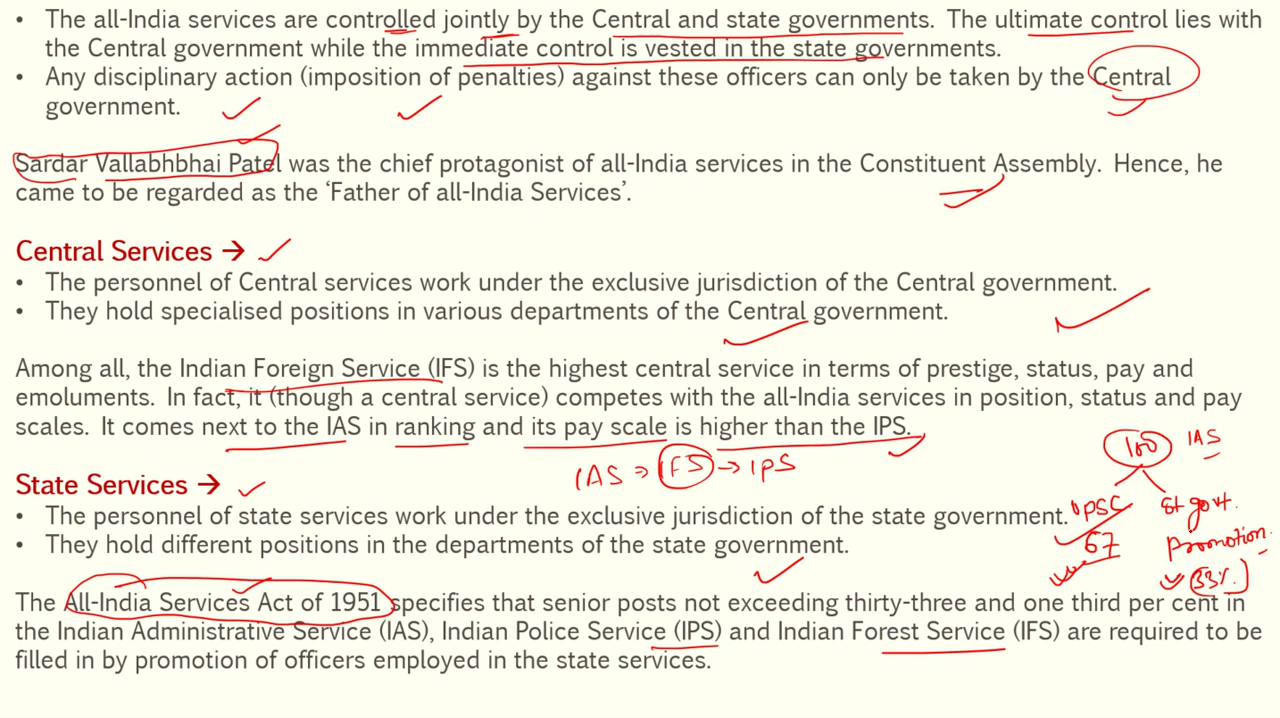 • The all-India services are controlled jointly by the Central and state governments. The ultimate control lies with
the Central government while the immediate control is vested in the state governments.
• Any disciplinary action (imposition of penalties) against these officers can only be taken by the Central
government.
Sardar Vallabhbhai Patel was the chief protagonist of all-India services in the Constituent Assembly. Hence, he
came to be regarded as the ‘Father of all-India Services’.
Central Services →
• The personnel of Central services work under the exclusive jurisdiction of the Central government.
• They hold specialised positions in various departments of the Central government.
Among all, the Indian Foreign Service (IFS) is the highest central service in terms of prestige, status, pay and
emoluments. In fact, it (though a central service) competes with the all-India services in position, status and pay
scales. It comes next to the IAS in ranking and its pay scale is higher than the IPS.
100 IAS
IAS → IFS → IPS
State Services →
• The personnel of state services work under the exclusive jurisdiction of the state government.
UPSC St govt.
• They hold different positions in the departments of the state government.
67 promotion
(33%)
The All-India Services Act of 1951 specifies that senior posts not exceeding thirty-three and one third per cent in
the Indian Administrative Service (IAS), Indian Police Service (IPS) and Indian Forest Service (IFS) are required to be
filled in by promotion of officers employed in the state services.